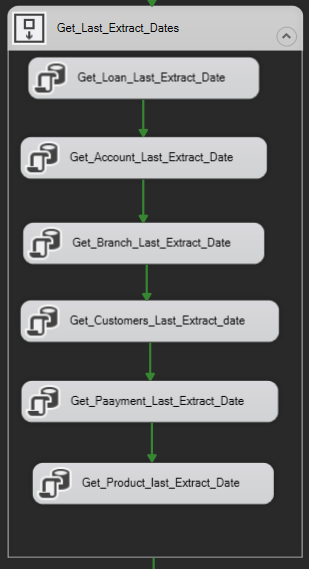 Get_Last_Extract_Dates
Get_Loan_Last_Extract_Date
Get_Account_Last_Extract_Date
Get_Branch_Last_Extract_Date
Get_Customers_Last_Extract_date
Get_Paayment_Last_Extract_Date
Get_Product_last_Extract_Date